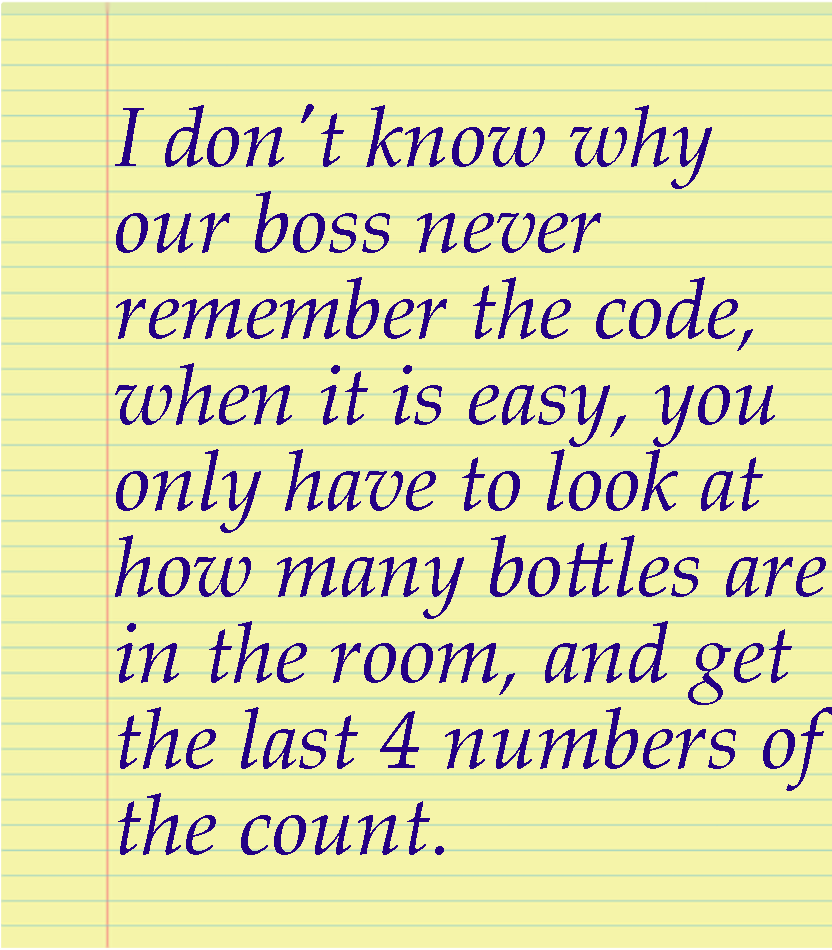 I don't know why
our boss never
remember the code,
when it is easy, you
only have to look at
how many bottles are
in the room, and get
the last 4 numbers of
the count.